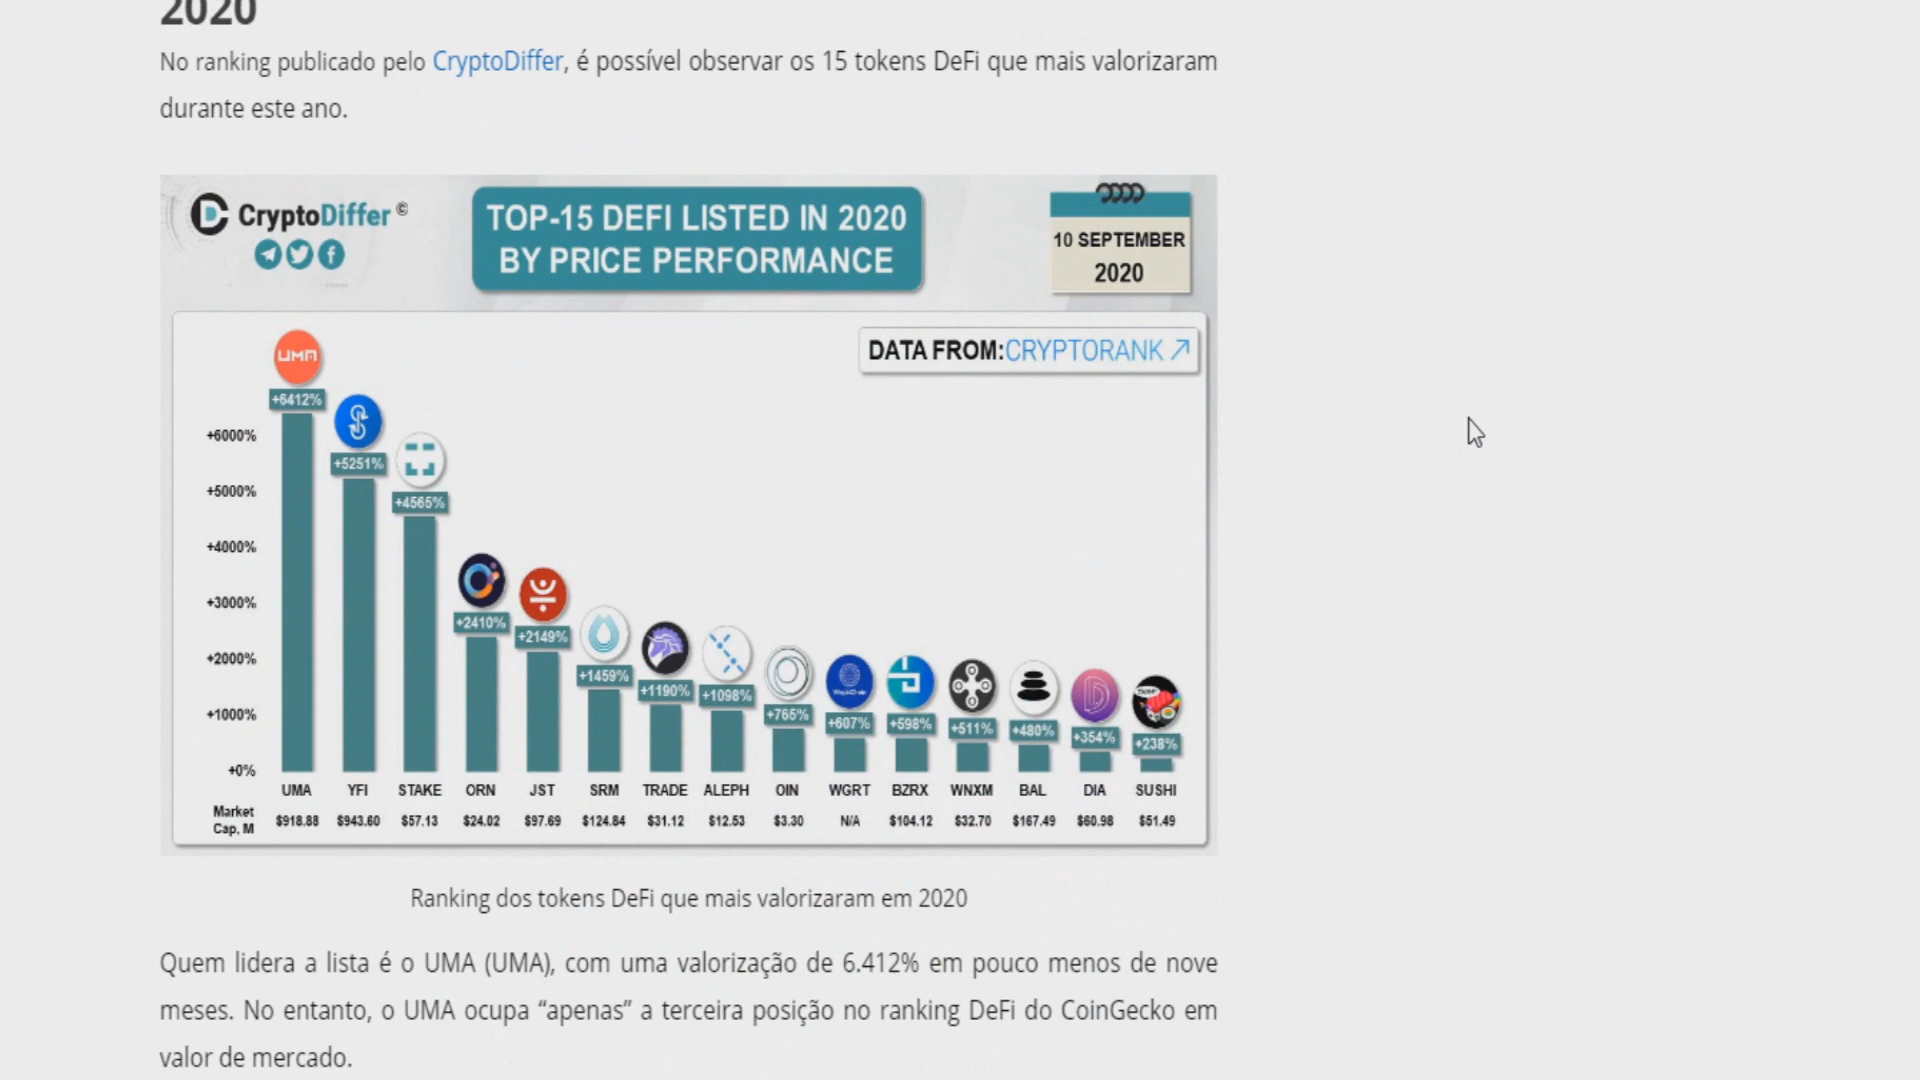 2020
No ranking publicado pelo CryptoDiffer, é possível observar os 15 tokens DeFi que mais valorizaram
durante este ano.
CryptoDiffer ©
TOP-15 DEFI LISTED IN 2020
BY PRICE PERFORMANCE
10 SEPTEMBER
2020
DATA FROM:CRYPTORANK
UMA
+6412%
+5251%
+4565%
+2410%
+2149%
+1459%
+1190%
+1098%
+765%
+607%
+598%
+511%
+480%
+354%
+238%
+6000%
+5000%
+4000%
+3000%
+2000%
+1000%
+0%
UMA YFI STAKE ORN JST SRM TRADE ALEPH OIN WGRT BZRX WNXM BAL DIA SUSHI
Market
Cap, M
$918.88 $943.60 $57.13 $24.02 $97.69 $124.84 $31.12 $12.53 $3.30 N/A $104.12 $32.70 $167.49 $60.98 $51.49
Ranking dos tokens DeFi que mais valorizaram em 2020
Quem lidera a lista é o UMA (UMA), com uma valorização de 6.412% em pouco menos de nove
meses. No entanto, o UMA ocupa “apenas” a terceira posição no ranking DeFi do CoinGecko em
valor de mercado.